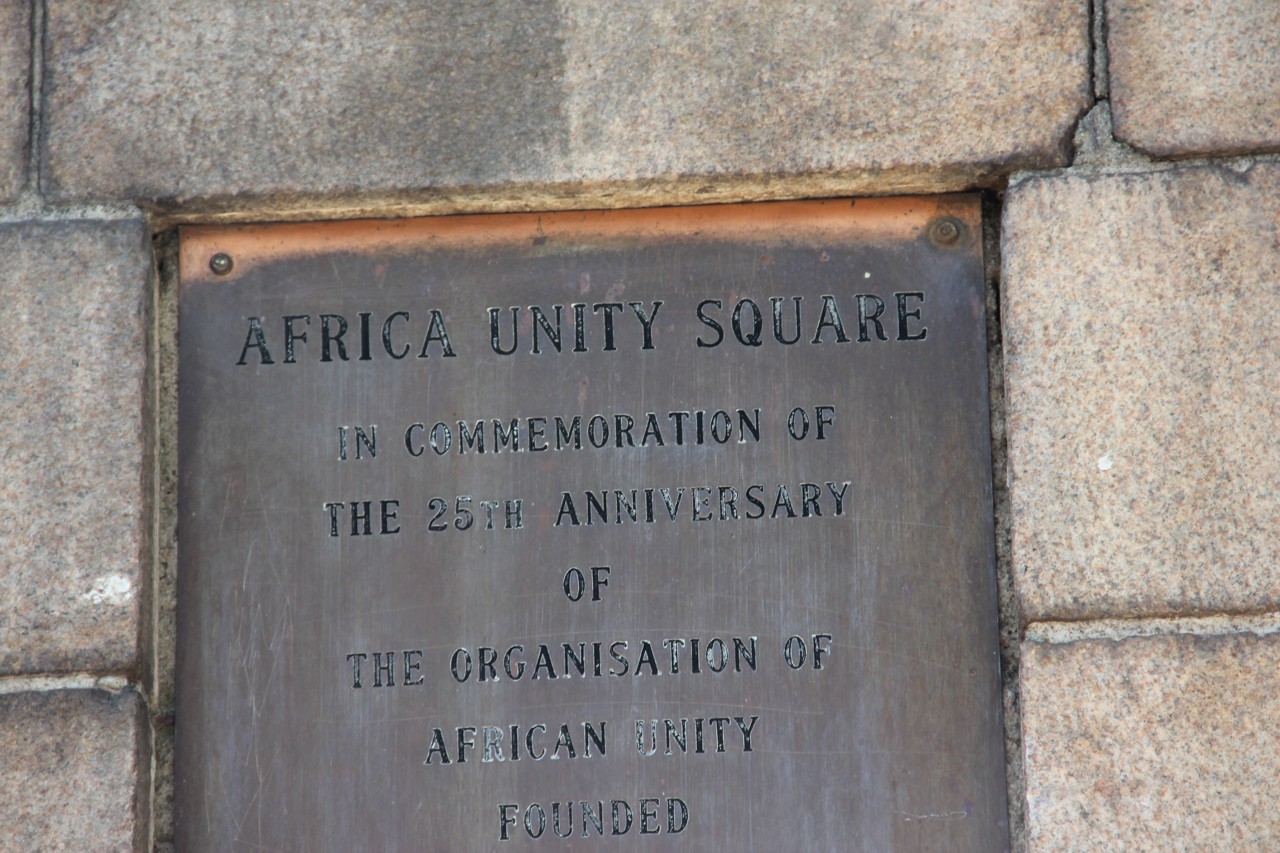 AFRICA UNITY SQUARE
IN COMMEMORATION OF
THE 25TH ANNIVERSARY
OF
THE ORGANISATION OF
AFRICAN UNITY
FOUNDED